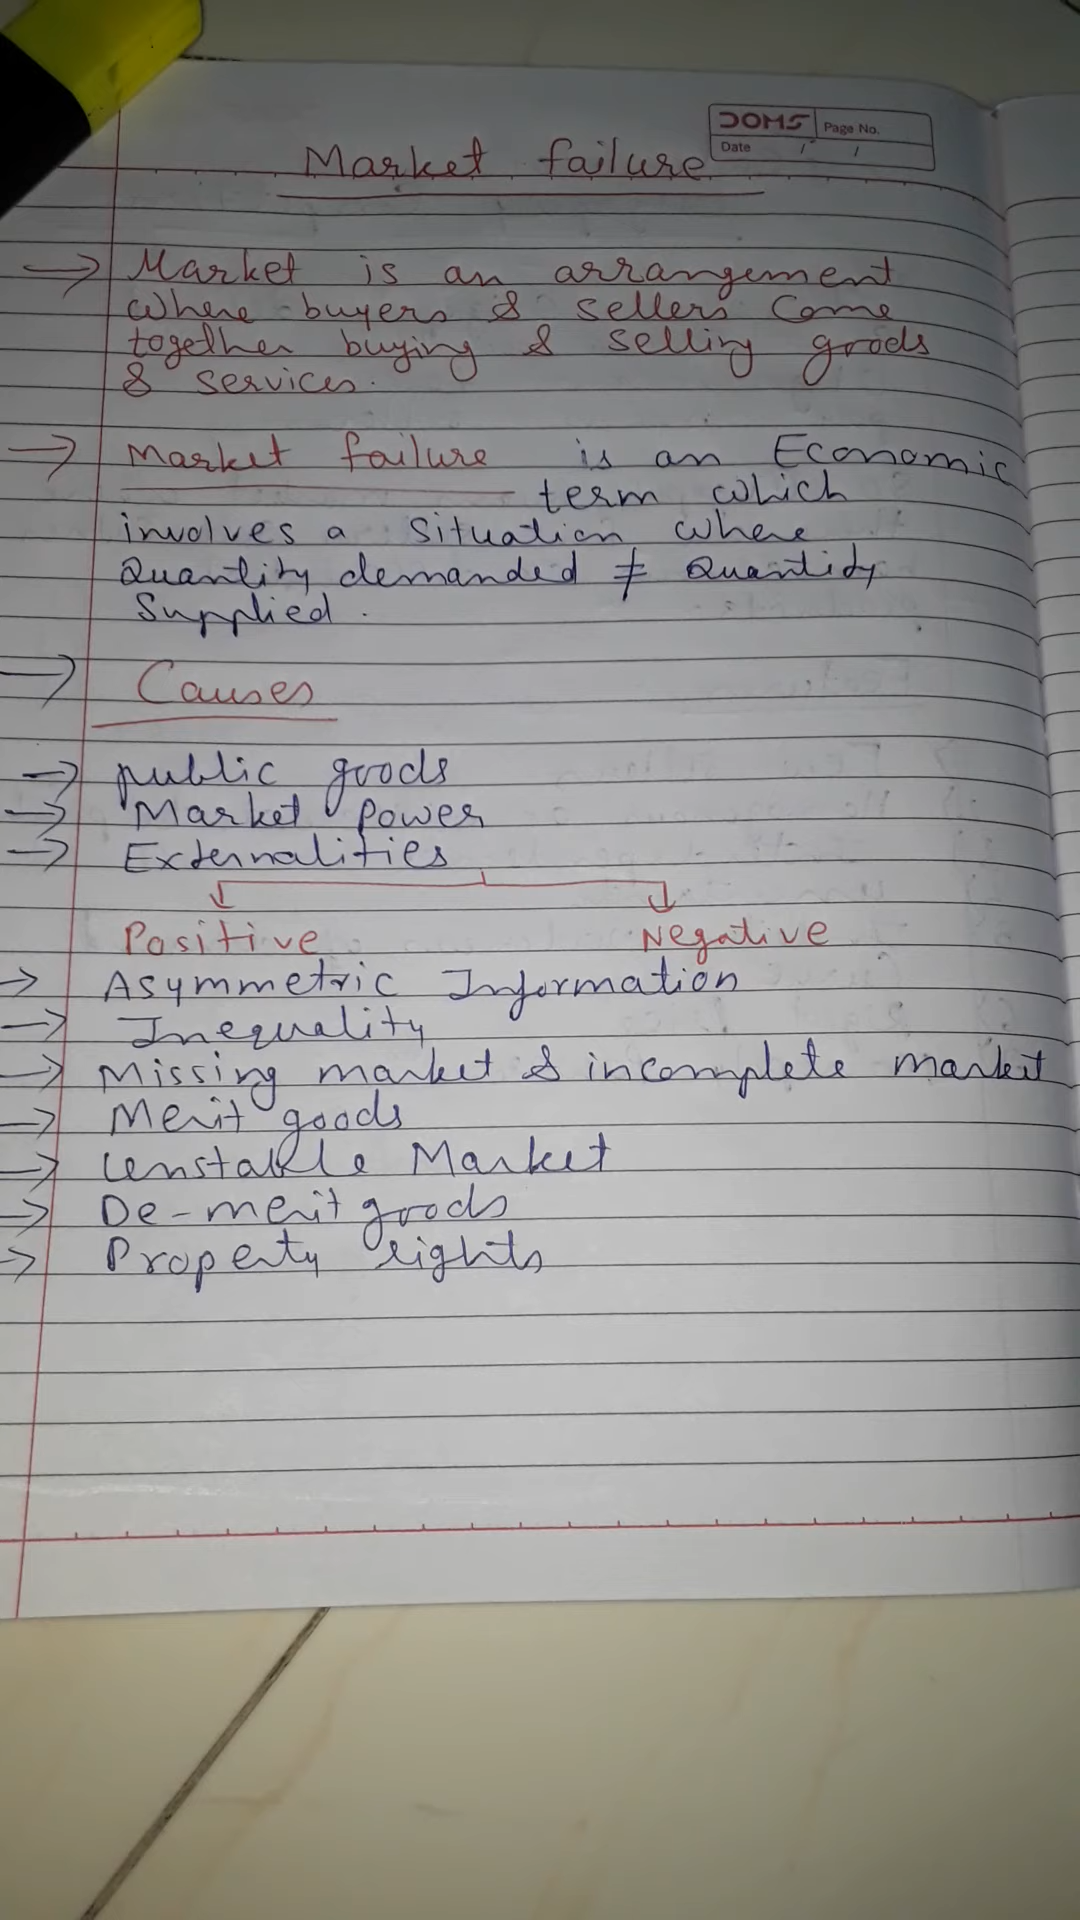 DOMS
Page No.
Date / /
Market failure
→ Market is an arrangement
where buyers & sellers come
together buying & selling goods
& services.
→ Market failure is an Economic
term which
involves a situation where
Quantity demanded ≠ Quantity
Supplied.
→ Causes
→ public goods
→ Market power
→ Externalities
Positive Negative
→ Asymmetric Information
→ Inequality
→ Missing market & incomplete market
→ Merit goods
→ Unstable Market
→ De-merit goods
→ Property rights